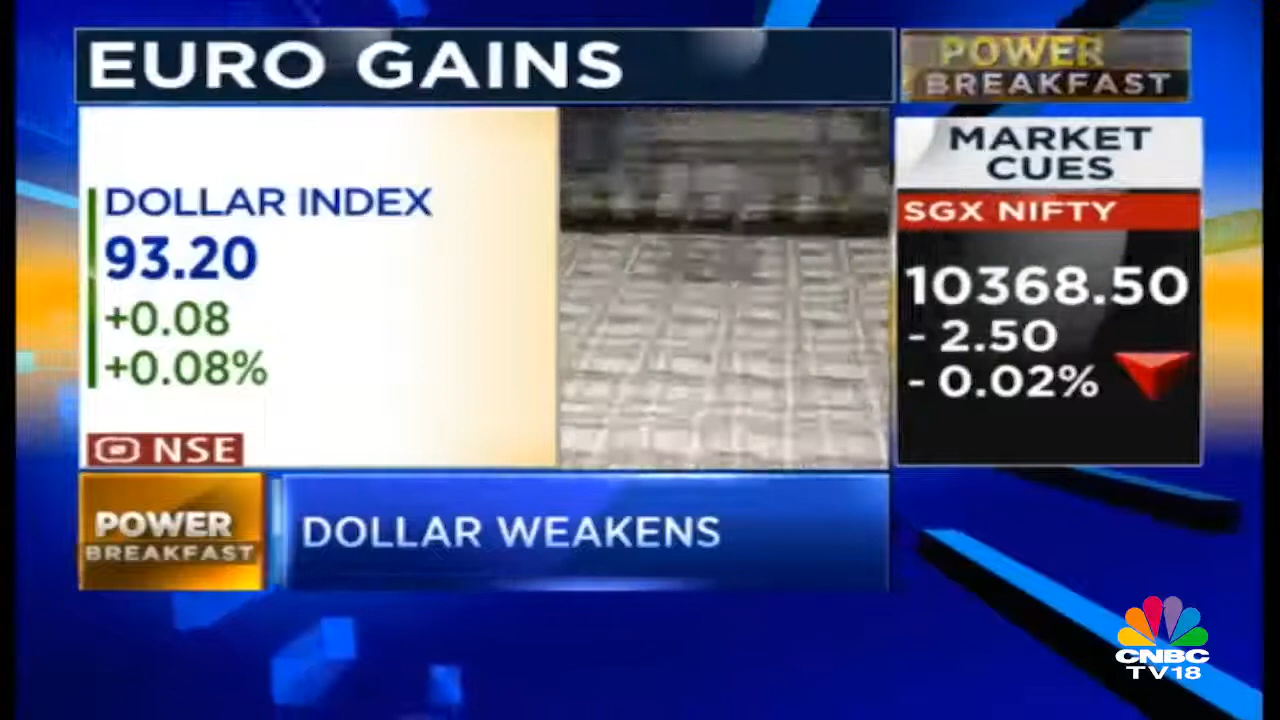 EURO GAINS
POWER
BREAKFAST
DOLLAR INDEX
93.20
+0.08
+0.08%
NSE
MARKET
CUES
SGX NIFTY
10368.50
- 2.50
- 0.02%
POWER
BREAKFAST
DOLLAR WEAKENS
CNBC
TV18